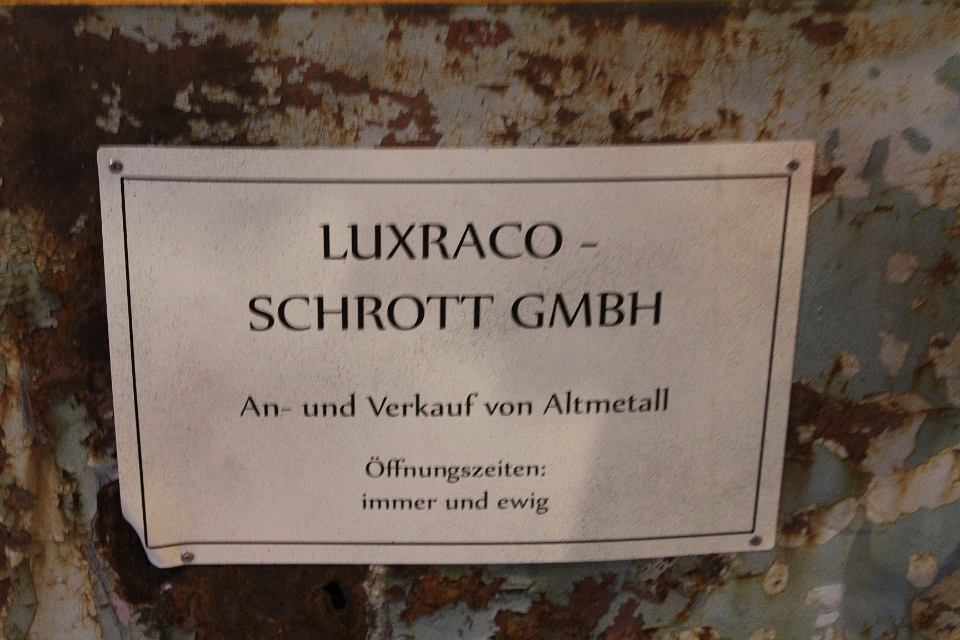 LUXRACO -
SCHROTT GMBH
An- und Verkauf von Altmetall
Öffnungszeiten:
immer und ewig